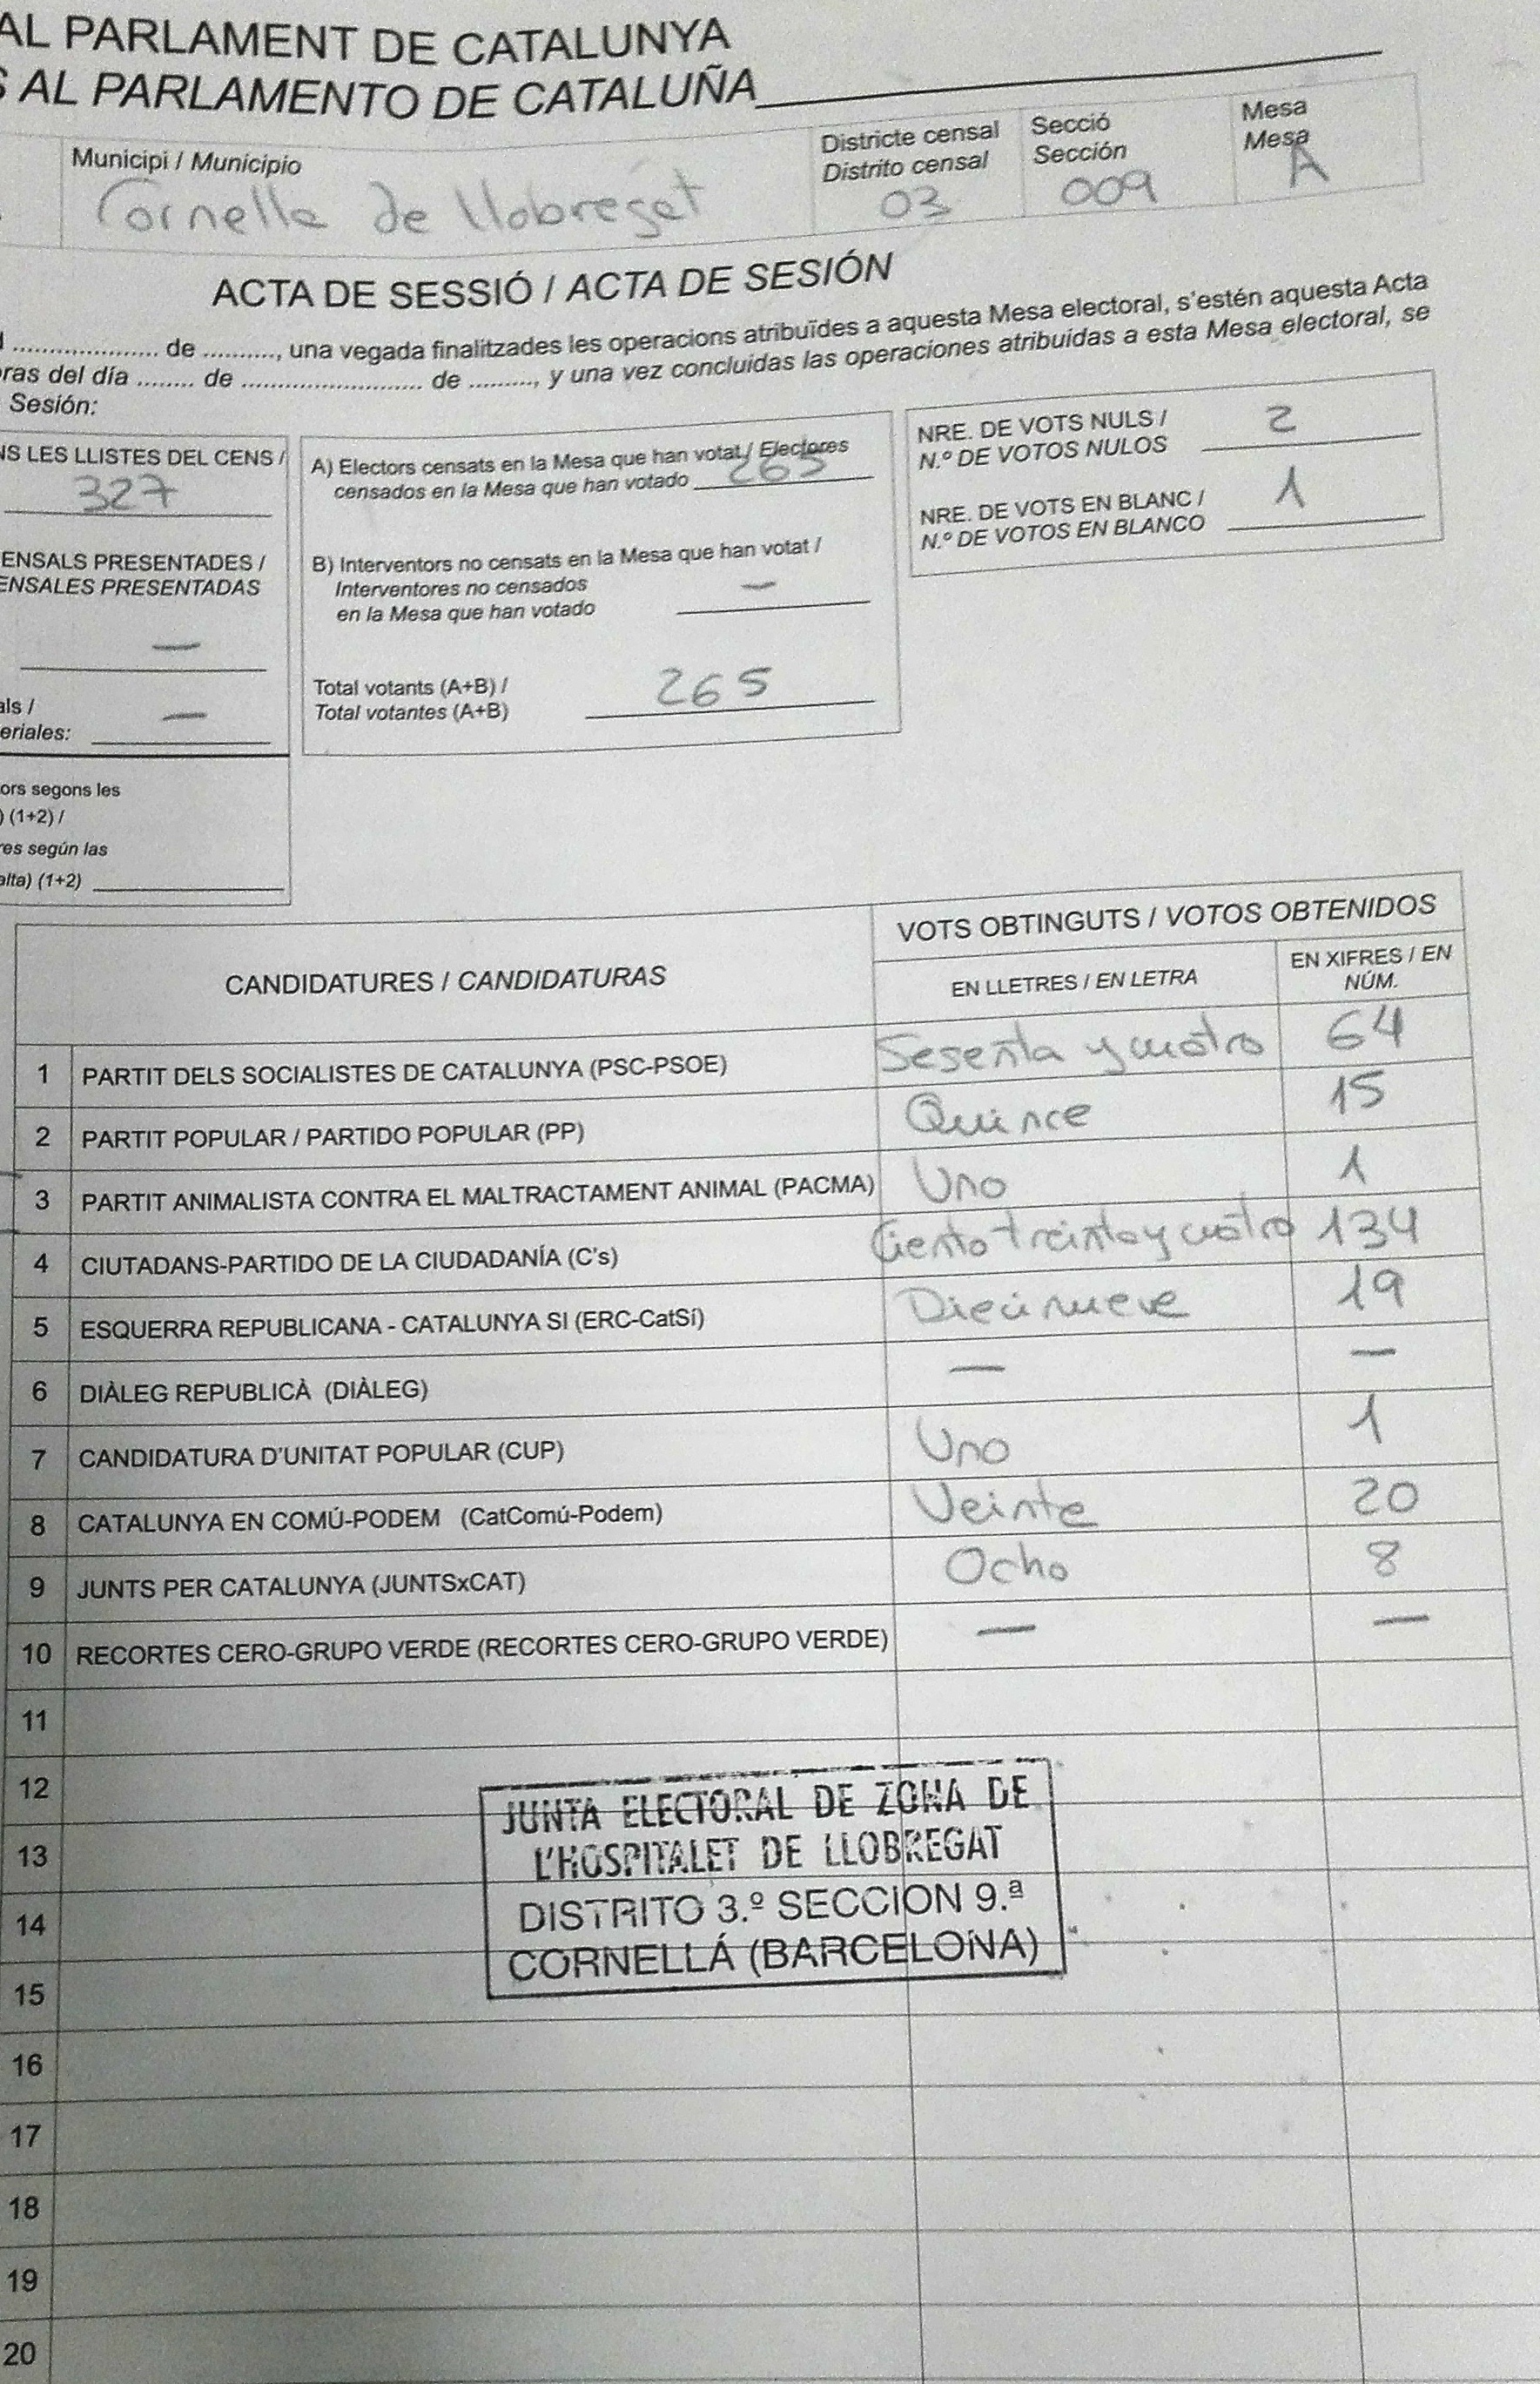 AL PARLAMENT DE CATALUNYA
AL PARLAMENTO DE CATALUÑA
Municipi / Municipio
Cornella de Llobregat
Districte censal
Distrito censal
03
Secció
Sección
009
Mesa
Mesa
A
ACTA DE SESSIÓ / ACTA DE SESIÓN
.................... de .........., una vegada finalitzades les operacions atribuïdes a aquesta Mesa electoral, s'estén aquesta Acta
ras del día ........ de ......................... de ........., y una vez concluidas las operaciones atribuidas a esta Mesa electoral, se
Sesión:
NS LES LLISTES DEL CENS /
327
ENSALS PRESENTADES /
ENSALES PRESENTADAS
—
als /
eriales: —
ors segons les
) (1+2) /
res según las
alta) (1+2)
A) Electors censats en la Mesa que han votat / Electores
censados en la Mesa que han votado 265
B) Interventors no censats en la Mesa que han votat /
Interventores no censados
en la Mesa que han votado —
Total votants (A+B) /
Total votantes (A+B) 265
NRE. DE VOTS NULS /
N.º DE VOTOS NULOS 2
NRE. DE VOTS EN BLANC /
N.º DE VOTOS EN BLANCO 1
CANDIDATURES / CANDIDATURAS
VOTS OBTINGUTS / VOTOS OBTENIDOS
EN LLETRES / EN LETRA
EN XIFRES / EN
NÚM.
1 PARTIT DELS SOCIALISTES DE CATALUNYA (PSC-PSOE) Sesenta y cuatro 64
2 PARTIT POPULAR / PARTIDO POPULAR (PP) Quince 15
3 PARTIT ANIMALISTA CONTRA EL MALTRACTAMENT ANIMAL (PACMA) Uno 1
4 CIUTADANS-PARTIDO DE LA CIUDADANÍA (C's) Ciento treinta y cuatro 134
5 ESQUERRA REPUBLICANA - CATALUNYA SI (ERC-CatSí) Diecinueve 19
6 DIÀLEG REPUBLICÀ (DIÀLEG) — —
7 CANDIDATURA D'UNITAT POPULAR (CUP) Uno 1
8 CATALUNYA EN COMÚ-PODEM (CatComú-Podem) Veinte 20
9 JUNTS PER CATALUNYA (JUNTSxCAT) Ocho 8
10 RECORTES CERO-GRUPO VERDE (RECORTES CERO-GRUPO VERDE) — —
11
12
13
14
15
16
17
18
19
20
JUNTA ELECTORAL DE ZONA DE
L'HOSPITALET DE LLOBREGAT
DISTRITO 3.º SECCION 9.ª
CORNELLÁ (BARCELONA)